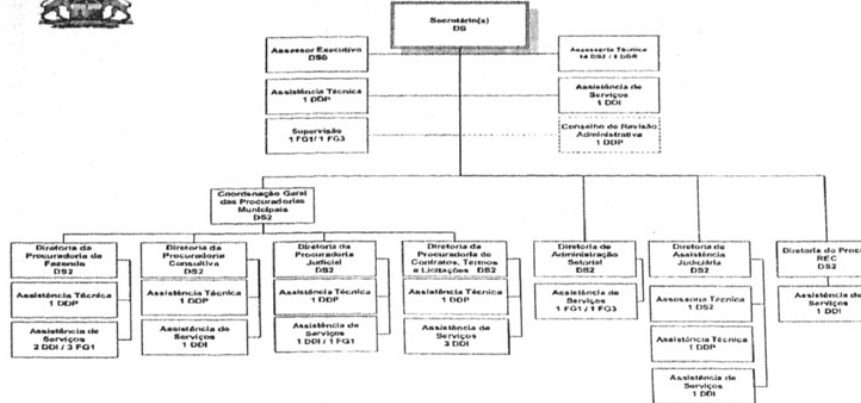 Secretário(a)
DS
Assessor Executivo
DS6
Assessoria Técnica
Assistência Técnica
1 DDP
Assistência de
Serviços
1 DDI
Supervisão
1 FG1/ 1 FG3
Conselho de Revisão
Administrativa
1 DDP
Coordenação Geral
das Procuradorias
Municipais
DS2
Diretoria da
Procuradoria da
Fazenda
DS2
Assistência Técnica
1 DDP
Assistência de
Serviços
2 DDI / 3 FG1
Diretoria da
Procuradoria
Consultiva
DS2
Assistência Técnica
1 DDP
Assistência de
Serviços
1 DDI
Diretoria da
Procuradoria
Judicial
DS2
Assistência Técnica
1 DDP
Assistência de
Serviços
1 DDI / 1 FG1
Diretoria da
Procuradoria de
Contratos, Termos
e Licitações DS2
Assistência Técnica
1 DDP
Assistência de
Serviços
3 DDI
Diretoria de
Administração
Setorial
DS2
Assistência de
Serviços
1 FG1 / 1 FG3
Diretoria de
Assistência
Judiciária
DS2
Assessoria Técnica
1 DS2
Assistência Técnica
1 DDP
Assistência de
Serviços
1 DDI
Diretoria do Proc
REC
DS2
Assistência de
Serviços
1 DDI